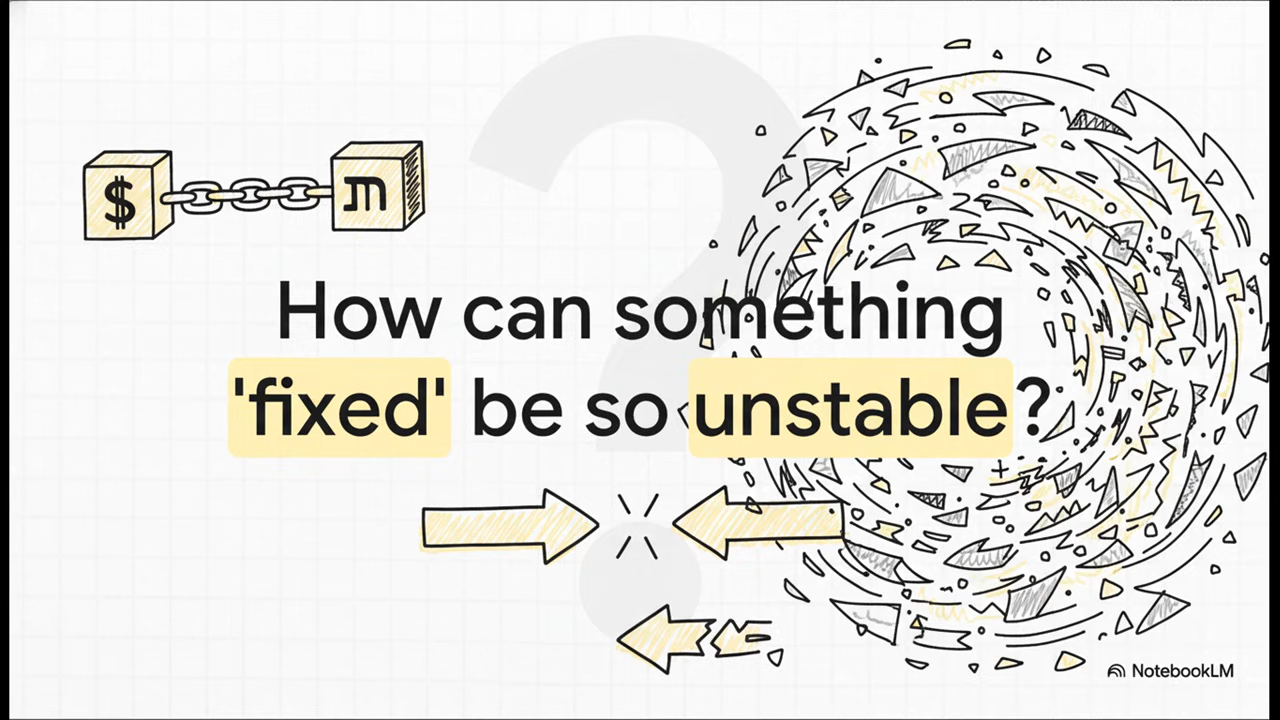 $
How can something
'fixed' be so unstable?
?
NotebookLM